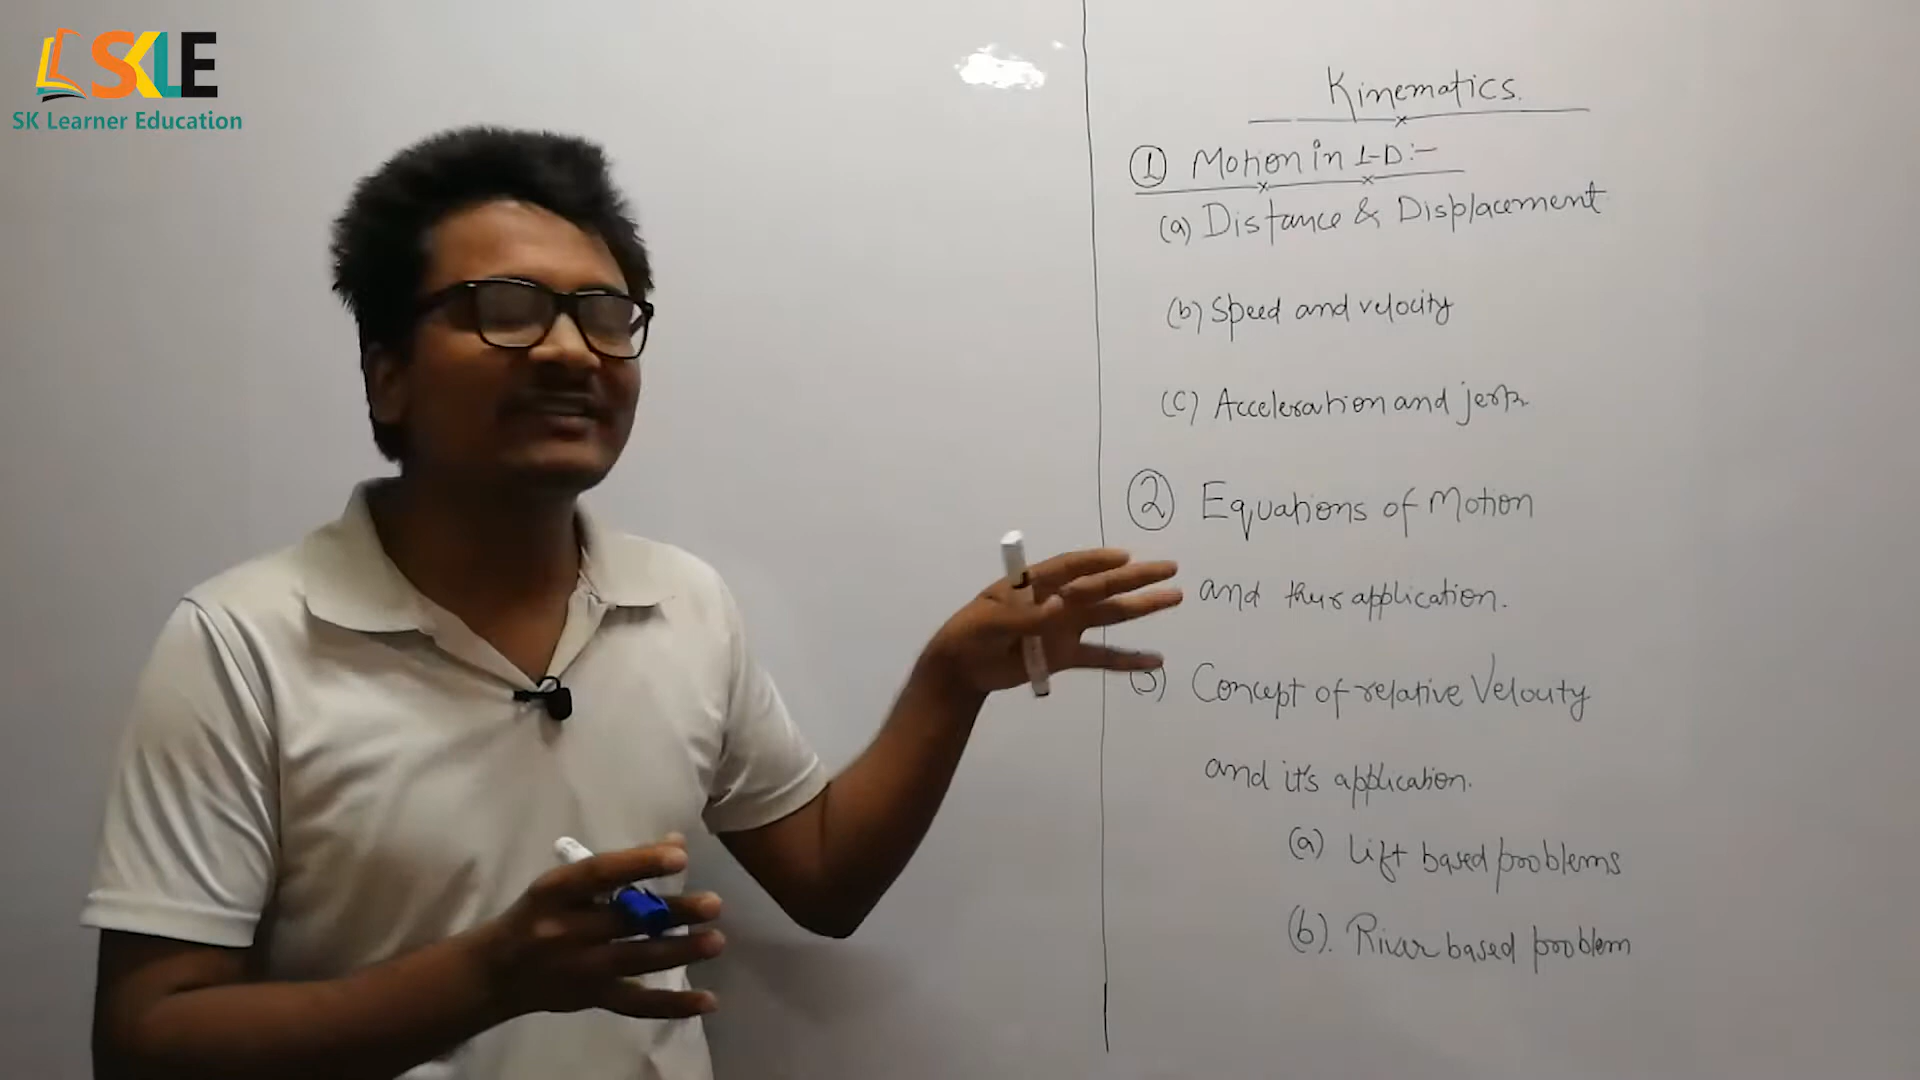 SKLE
SK Learner Education
Kinematics.
① Motion in 1-D:-
(a) Distance & Displacement
(b) Speed and velocity
(c) Acceleration and jerk
② Equations of Motion
and their application.
3) Concept of relative Velocity
and it's application.
(a) Lift based problems
(b). River based problem